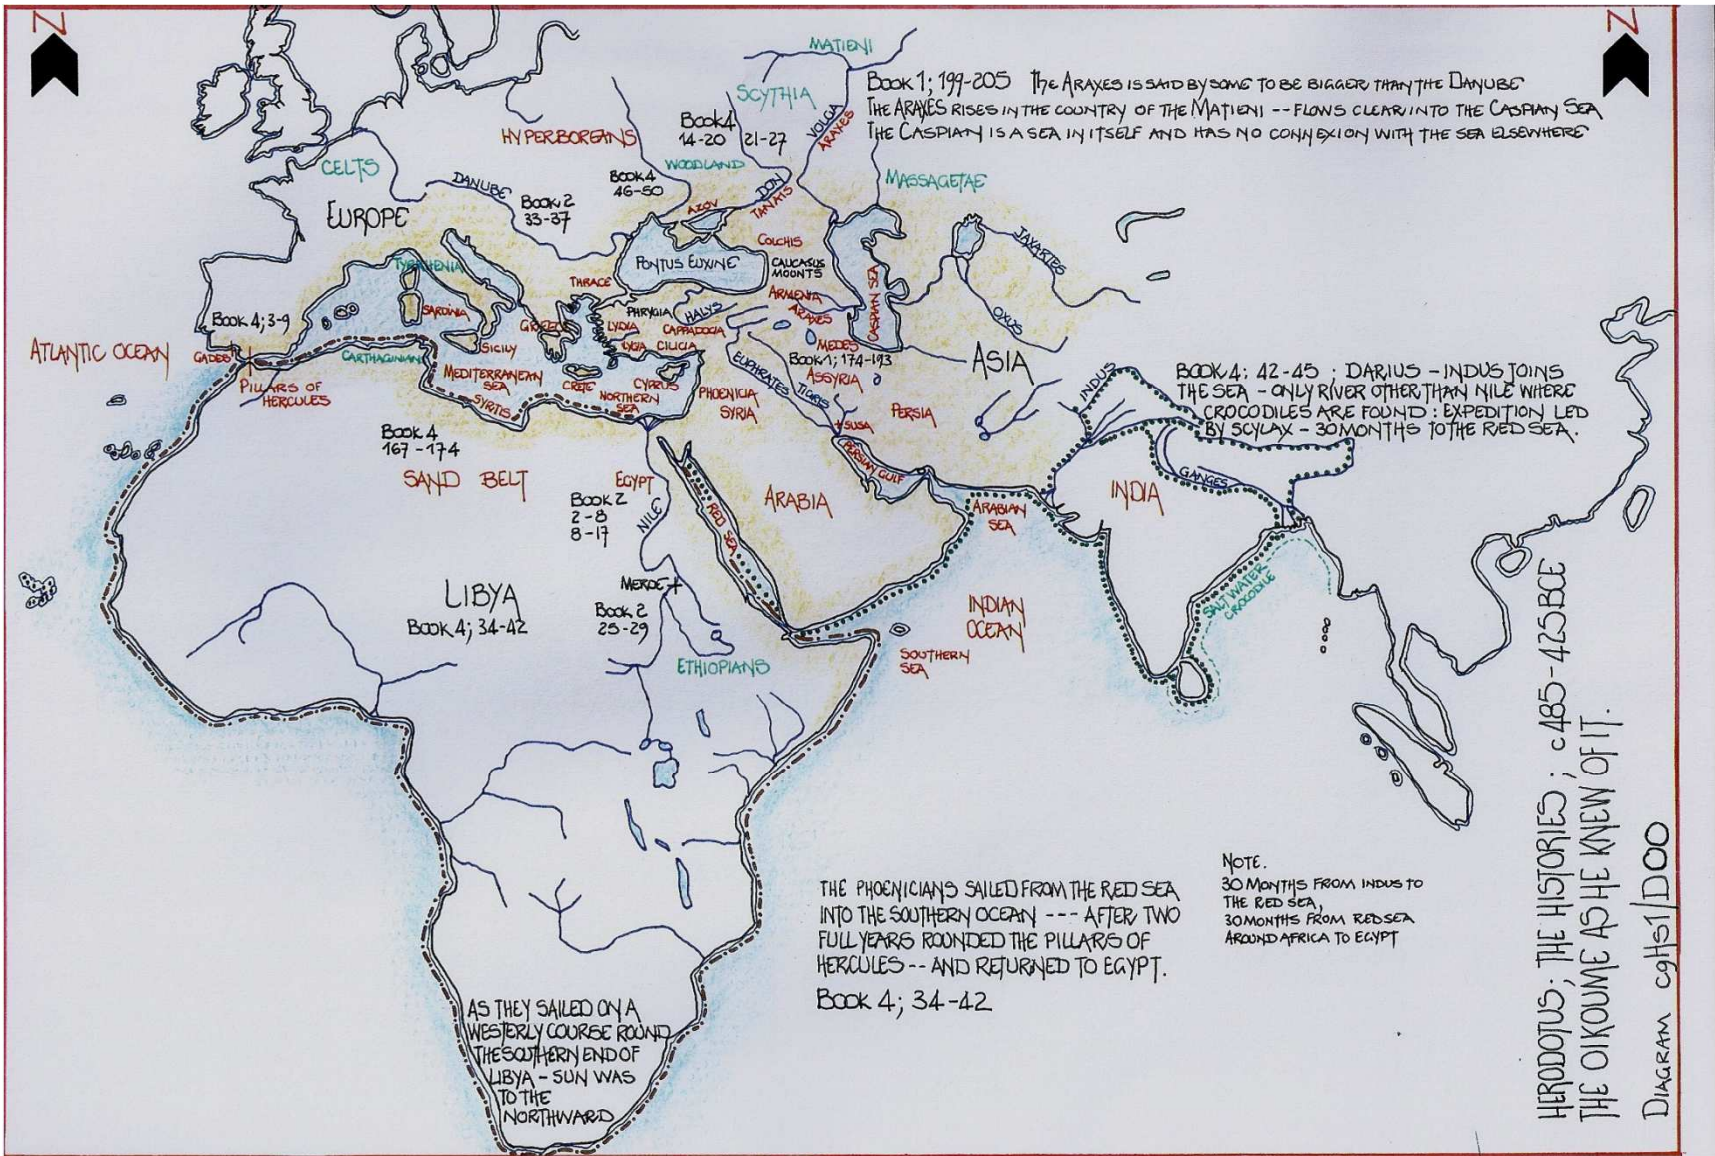 N
N
MATIENI
SCYTHIA
BOOK 1; 199-205 THE ARAXES IS SAID BY SOME TO BE BIGGER THAN THE DANUBE
THE ARAXES RISES IN THE COUNTRY OF THE MATIENI -- FLOWS CLEAR INTO THE CASPIAN SEA
THE CASPIAN IS A SEA IN ITSELF AND HAS NO CONNEXION WITH THE SEA ELSEWHERE
HYPERBOREANS
BOOK 4
14-20
21-27
VOLGA
ARAXES
WOODLAND
CELTS
DANUBE
BOOK 2
33-37
BOOK 4
46-50
DON
TANAIS
AZOV
MASSAGETAE
EUROPE
COLCHIS
JAXARTES
TYRRHENIA
PONTUS EUXINE
CAUCASUS
MOUNTS
THRACE
CASPIAN SEA
SARDINIA
BOOK 4; 3-9
PHRYGIA
HALYS
ARMENIA
ARAXES
OXUS
GREECE
LYDIA
CAPPADOCIA
ATLANTIC OCEAN
GADES
CARTHAGINIAN
SICILY
LYCIA
CILICIA
MEDES
BOOK 1; 174-193
ASIA
PILLARS OF
HERCULES
MEDITERRANEAN
SEA
CRETE
CYPRUS
EUPHRATES
TIGRIS
ASSYRIA
SYRTIS
NORTHERN
SEA
PHOENICIA
SYRIA
PERSIA
SUSA
INDUS
BOOK 4: 42-45 : DARIUS - INDUS JOINS
THE SEA - ONLY RIVER OTHER THAN NILE WHERE
CROCODILES ARE FOUND : EXPEDITION LED
BY SCYLAX - 30 MONTHS TO THE RED SEA.
BOOK 4
167-174
SAND BELT
EGYPT
BOOK 2
2-8
8-17
NILE
RED SEA
ARABIA
PERSIAN GULF
ARABIAN
SEA
INDIA
GANGES
MEROE
LIBYA
BOOK 4; 34-42
BOOK 2
25-29
ETHIOPIANS
INDIAN
OCEAN
SOUTHERN
SEA
SALT WATER
CROCODILE
THE PHOENICIANS SAILED FROM THE RED SEA
INTO THE SOUTHERN OCEAN --- AFTER TWO
FULL YEARS ROUNDED THE PILLARS OF
HERCULES -- AND RETURNED TO EGYPT.
BOOK 4; 34-42
NOTE.
30 MONTHS FROM INDUS TO
THE RED SEA,
30 MONTHS FROM RED SEA
AROUND AFRICA TO EGYPT
AS THEY SAILED ON A
WESTERLY COURSE ROUND
THE SOUTHERN END OF
LIBYA - SUN WAS
TO THE
NORTHWARD
HERODOTUS; THE HISTORIES; c485-425BCE
THE OIKOUME AS HE KNEW OF IT.
DIAGRAM cgHS1/D00